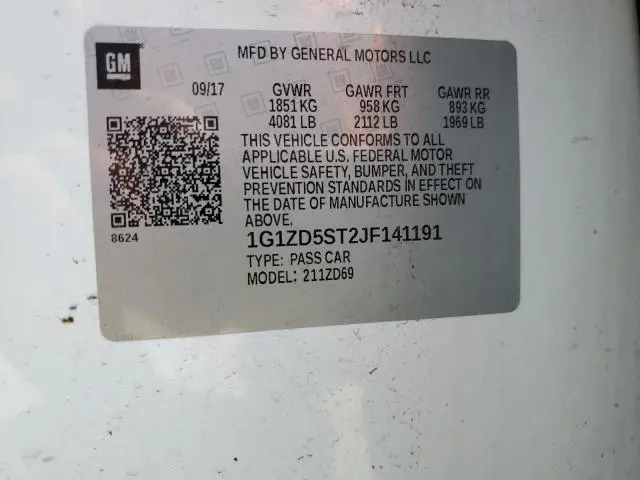 GM
MFD BY GENERAL MOTORS LLC
09/17 GVWR GAWR FRT GAWR RR
1851 KG 958 KG 893 KG
4081 LB 2112 LB 1969 LB
THIS VEHICLE CONFORMS TO ALL
APPLICABLE U.S. FEDERAL MOTOR
VEHICLE SAFETY, BUMPER, AND THEFT
PREVENTION STANDARDS IN EFFECT ON
THE DATE OF MANUFACTURE SHOWN
ABOVE.
8624
1G1ZD5ST2JF141191
TYPE: PASS CAR
MODEL: 211ZD69